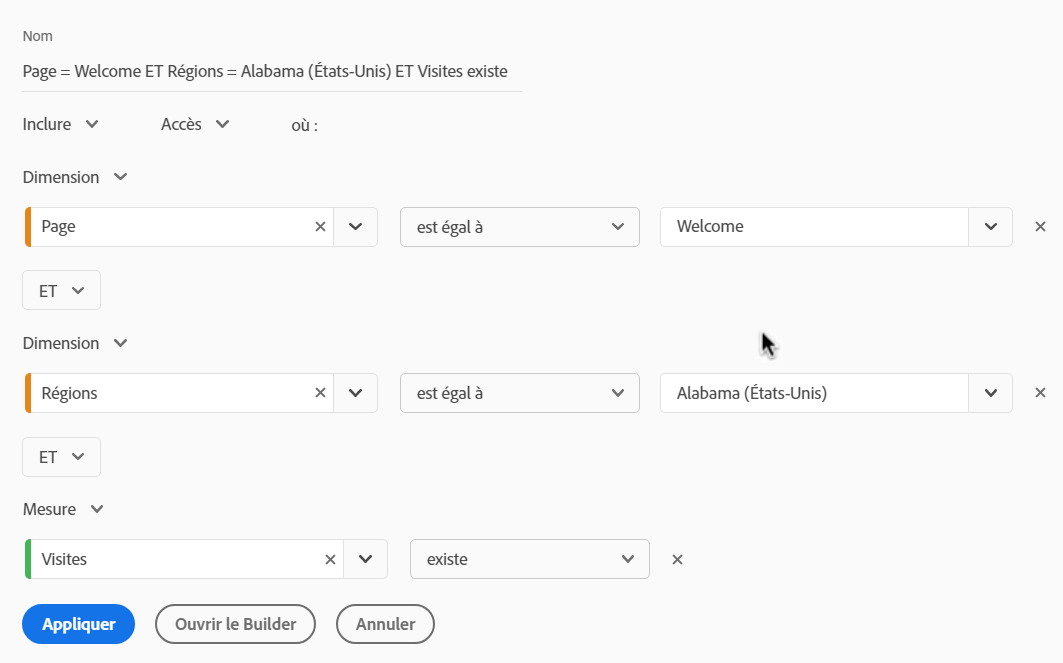 Nom
Page = Welcome ET Régions = Alabama (États-Unis) ET Visites existe
Inclure Accès où :
Dimension
Page est égal à Welcome
ET
Dimension
Régions est égal à Alabama (États-Unis)
ET
Mesure
Visites existe
Appliquer Ouvrir le Builder Annuler